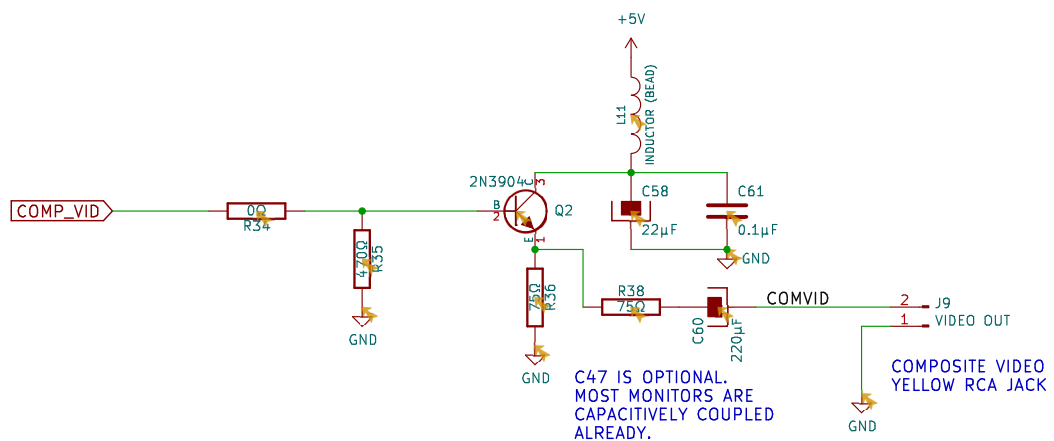 +5V
L11
INDUCTOR (BEAD)
2N3904
C
3
C58
C61
COMP_VID
0Ω
R34
B
2
Q2
22µF
0.1µF
470Ω
R35
E
1
GND
75Ω
R36
R38
75Ω
COMVID
2
J9
C60
220µF
1
VIDEO OUT
GND
GND
C47 IS OPTIONAL.
MOST MONITORS ARE
CAPACITIVELY COUPLED
ALREADY.
COMPOSITE VIDEO
YELLOW RCA JACK
GND